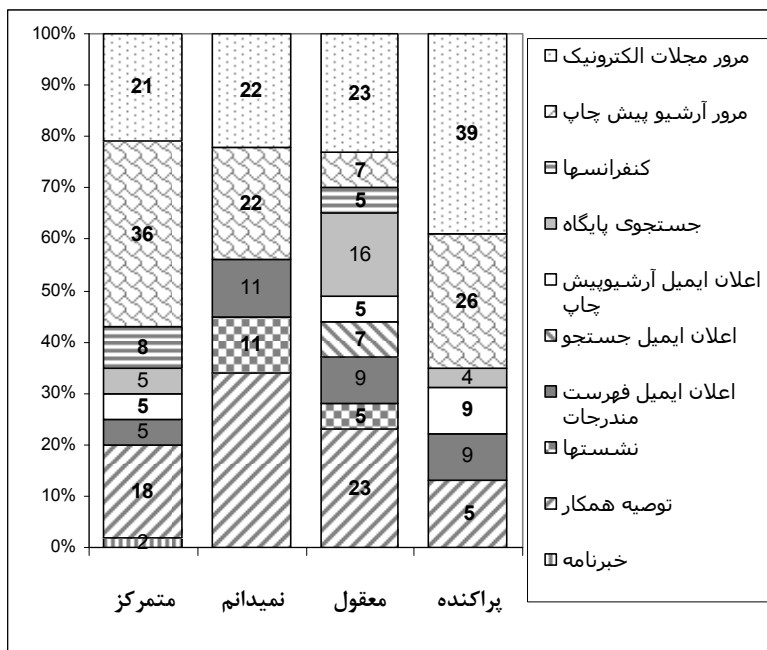 100%
90%
80%
70%
60%
50%
40%
30%
20%
10%
0%
21
36
8
5
5
5
18
2
22
22
11
11
23
7
5
16
5
7
9
5
23
39
26
4
9
9
5
متمرکز
نمیدانم
معقول
پراکنده
مرور مجلات الکترونیک
مرور آرشیو پیش چاپ
کنفرانسها
جستجوی پایگاه
اعلان ایمیل آرشیوپیش
چاپ
اعلان ایمیل جستجو
اعلان ایمیل فهرست
مندرجات
نشستها
توصیه همکار
خبرنامه